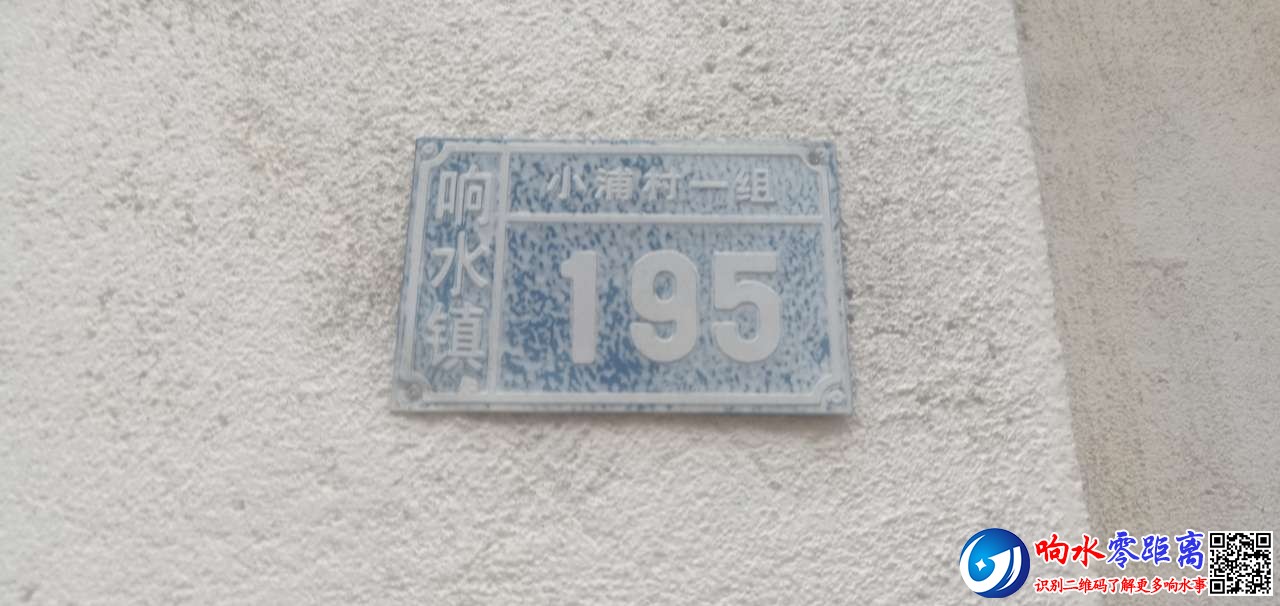 响水镇
小浦村一组
195
响水零距离
识别二维码了解更多响水事